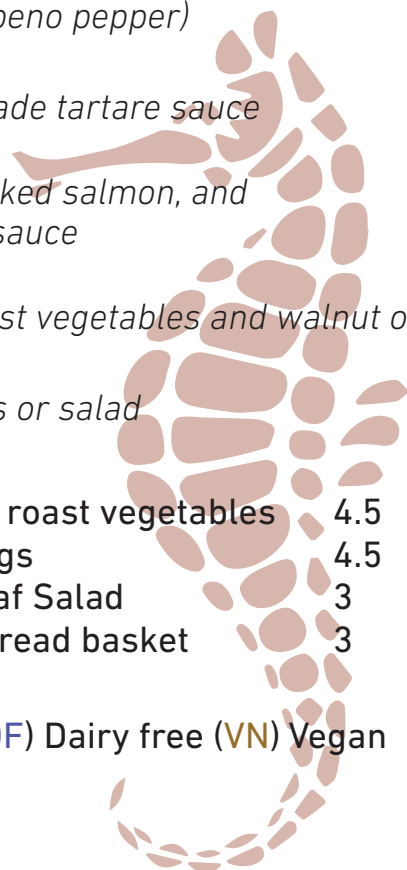 peno pepper)
ade tartare sauce
ked salmon, and
sauce
st vegetables and walnut o
s or salad
roast vegetables 4.5
gs 4.5
af Salad 3
read basket 3
F) Dairy free (VN) Vegan